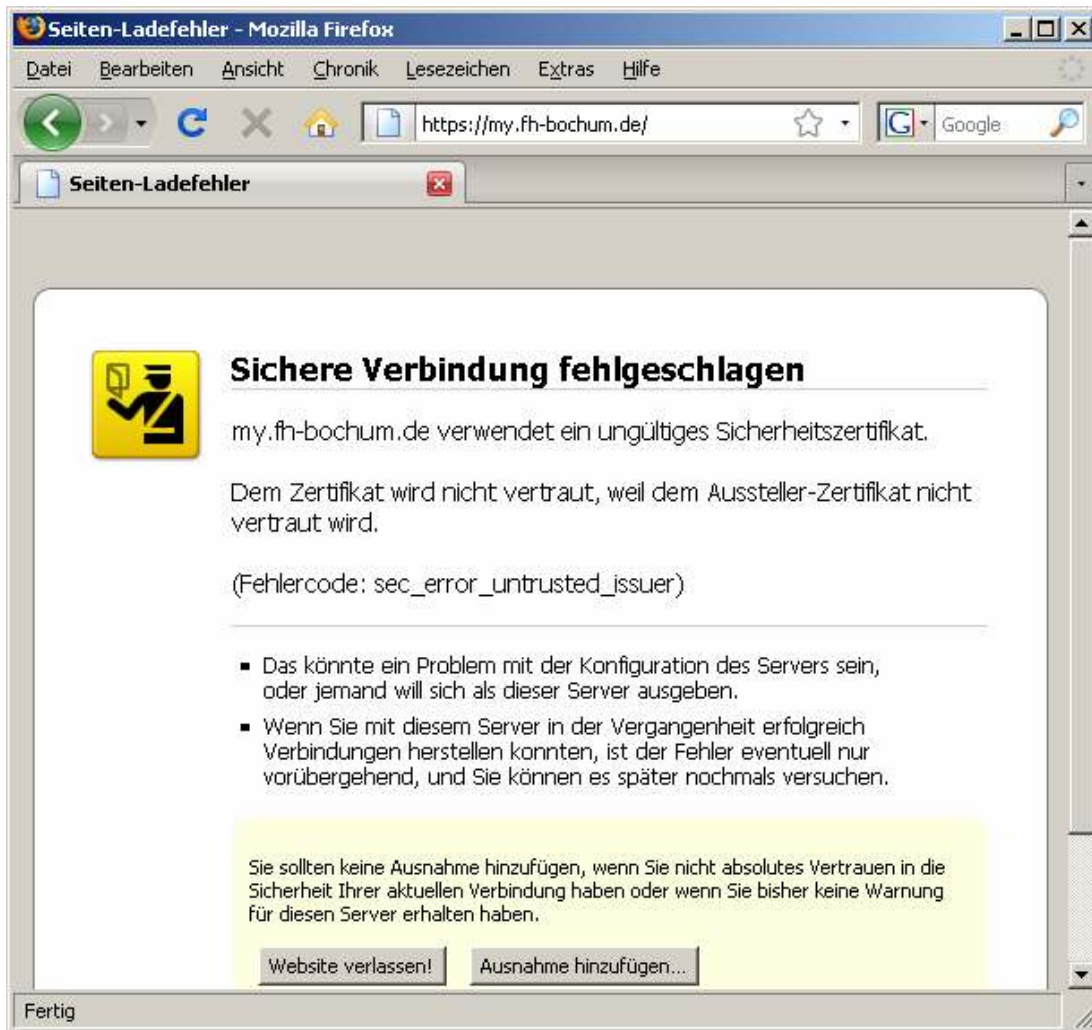 Seiten-Ladefehler - Mozilla Firefox
Datei Bearbeiten Ansicht Chronik Lesezeichen Extras Hilfe
https://my.fh-bochum.de/ G Google
Seiten-Ladefehler
Sichere Verbindung fehlgeschlagen
my.fh-bochum.de verwendet ein ungültiges Sicherheitszertifikat.
Dem Zertifikat wird nicht vertraut, weil dem Aussteller-Zertifikat nicht
vertraut wird.
(Fehlercode: sec_error_untrusted_issuer)
Das könnte ein Problem mit der Konfiguration des Servers sein,
oder jemand will sich als dieser Server ausgeben.
Wenn Sie mit diesem Server in der Vergangenheit erfolgreich
Verbindungen herstellen konnten, ist der Fehler eventuell nur
vorübergehend, und Sie können es später nochmals versuchen.
Sie sollten keine Ausnahme hinzufügen, wenn Sie nicht absolutes Vertrauen in die
Sicherheit Ihrer aktuellen Verbindung haben oder wenn Sie bisher keine Warnung
für diesen Server erhalten haben.
Website verlassen! Ausnahme hinzufügen...
Fertig